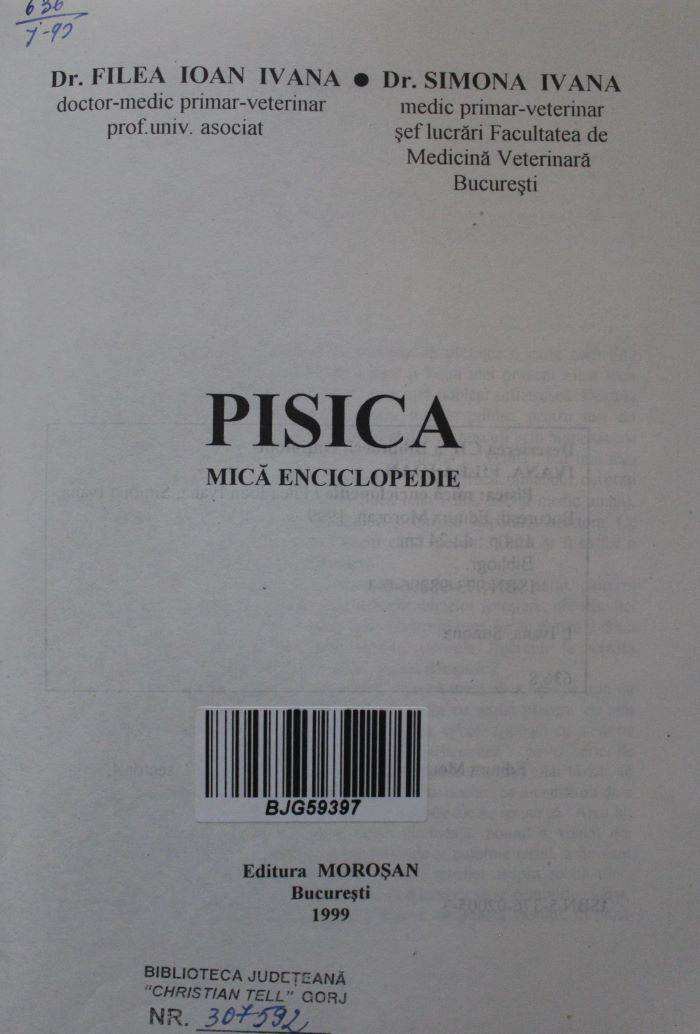 636
Dr. FILEA IOAN IVANA ● Dr. SIMONA IVANA
doctor-medic primar-veterinar
prof.univ. asociat
medic primar-veterinar
şef lucrări Facultatea de
Medicină Veterinară
Bucureşti
PISICA
MICĂ ENCICLOPEDIE
BJG59397
Editura MOROŞAN
Bucureşti
1999
BIBLIOTECA JUDEŢEANĂ
"CHRISTIAN TELL" GORJ
NR. 307592